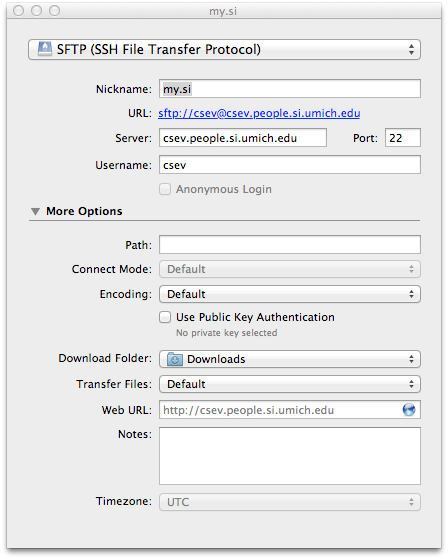 my.si
SFTP (SSH File Transfer Protocol)
Nickname: my.si
URL: sftp://csev@csev.people.si.umich.edu
Server: csev.people.si.umich.edu Port: 22
Username: csev
Anonymous Login
More Options
Path:
Connect Mode: Default
Encoding: Default
Use Public Key Authentication
No private key selected
Download Folder: Downloads
Transfer Files: Default
Web URL: http://csev.people.si.umich.edu
Notes:
Timezone: UTC